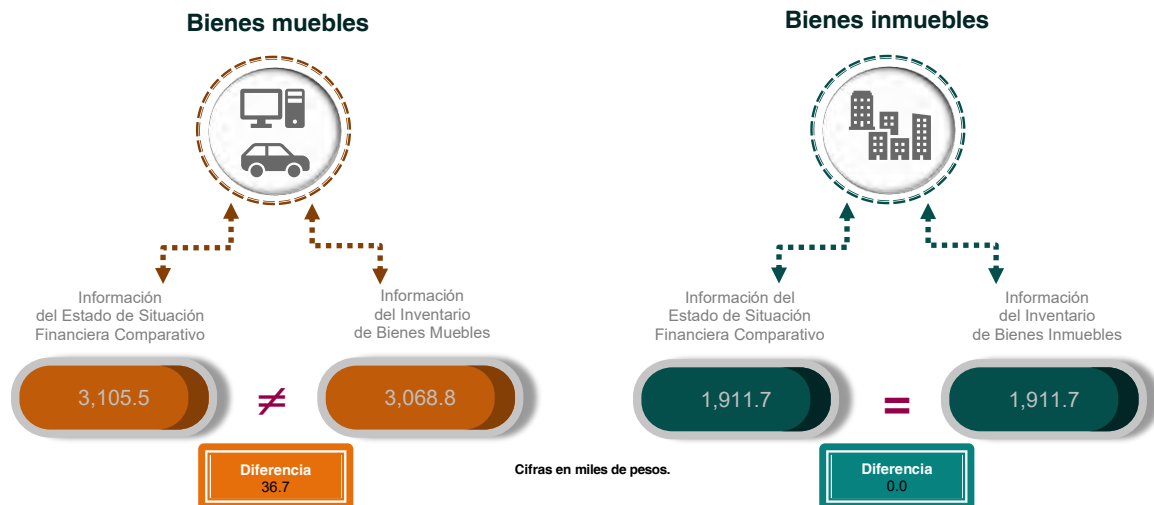 Bienes muebles
Información
del Estado de Situación
Financiera Comparativo
Información
del Inventario
de Bienes Muebles
3,105.5
≠
3,068.8
Diferencia
36.7
Cifras en miles de pesos.
Bienes inmuebles
Información del
Estado de Situación
Financiera Comparativo
Información
del Inventario
de Bienes Inmuebles
1,911.7
=
1,911.7
Diferencia
0.0